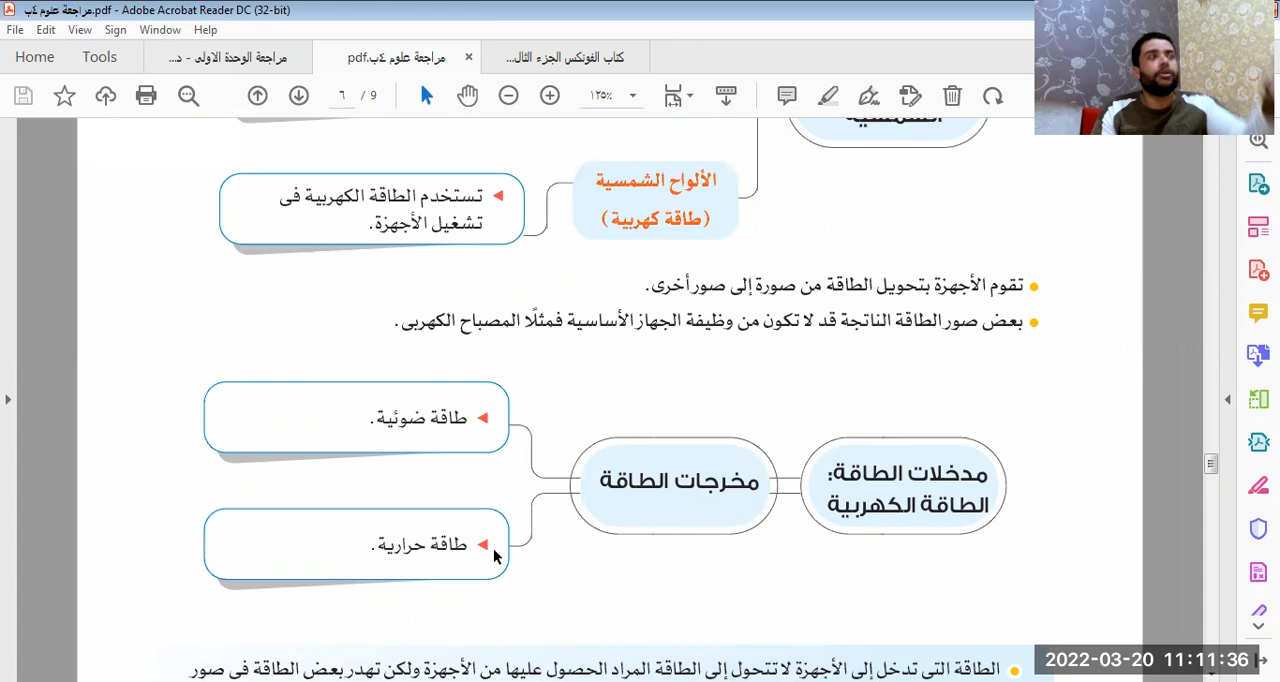 مراجعة علوم ٤ب.pdf - Adobe Acrobat Reader DC (32-bit)
File Edit View Sign Window Help
Home Tools مراجعة الوحدة الاولى - د... مراجعة علوم ٤ب.pdf × كتاب الفونكس الجزء الثال...
٦ / 9 ١٢٥%
الشمسية
الألواح الشمسية
(طاقة كهربية)
تستخدم الطاقة الكهربية فى
تشغيل الأجهزة.
تقوم الأجهزة بتحويل الطاقة من صورة إلى صور أخرى.
بعض صور الطاقة الناتجة قد لا تكون من وظيفة الجهاز الأساسية فمثلًا المصباح الكهربى.
مدخلات الطاقة:
الطاقة الكهربية
مخرجات الطاقة
طاقة ضوئية.
طاقة حرارية.
الطاقة التى تدخل إلى الأجهزة لا تتحول إلى الطاقة المراد الحصول عليها من الأجهزة ولكن تهدر بعض الطاقة فى صور
2022-03-20 11:11:36